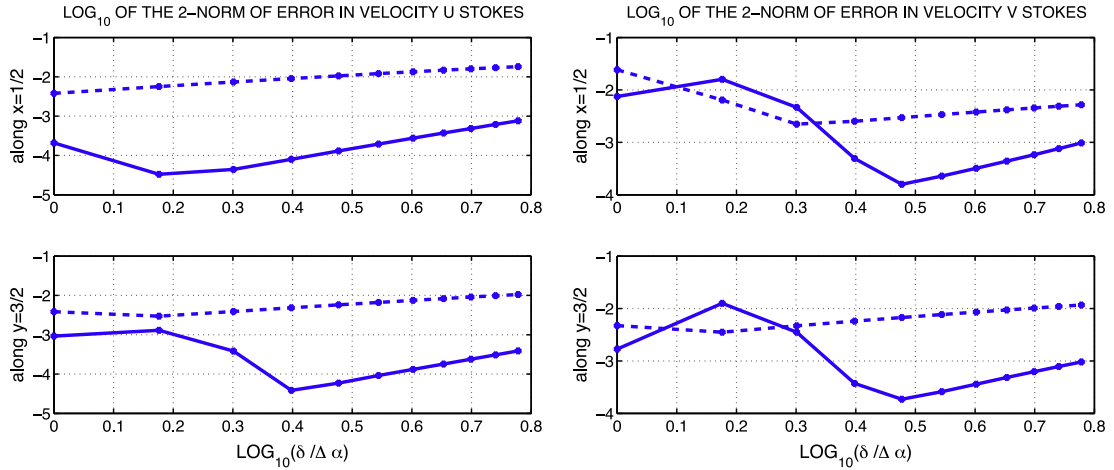 LOG10 OF THE 2−NORM OF ERROR IN VELOCITY U STOKES
−1
−2
−3
−4
−5
along x=1/2
0 0.1 0.2 0.3 0.4 0.5 0.6 0.7 0.8
LOG10 OF THE 2−NORM OF ERROR IN VELOCITY V STOKES
−1
−2
−3
−4
along x=1/2
0 0.1 0.2 0.3 0.4 0.5 0.6 0.7 0.8
−1
−2
−3
−4
−5
along y=3/2
0 0.1 0.2 0.3 0.4 0.5 0.6 0.7 0.8
LOG10(δ /Δ α)
−1
−2
−3
−4
along y=3/2
0 0.1 0.2 0.3 0.4 0.5 0.6 0.7 0.8
LOG10(δ /Δ α)